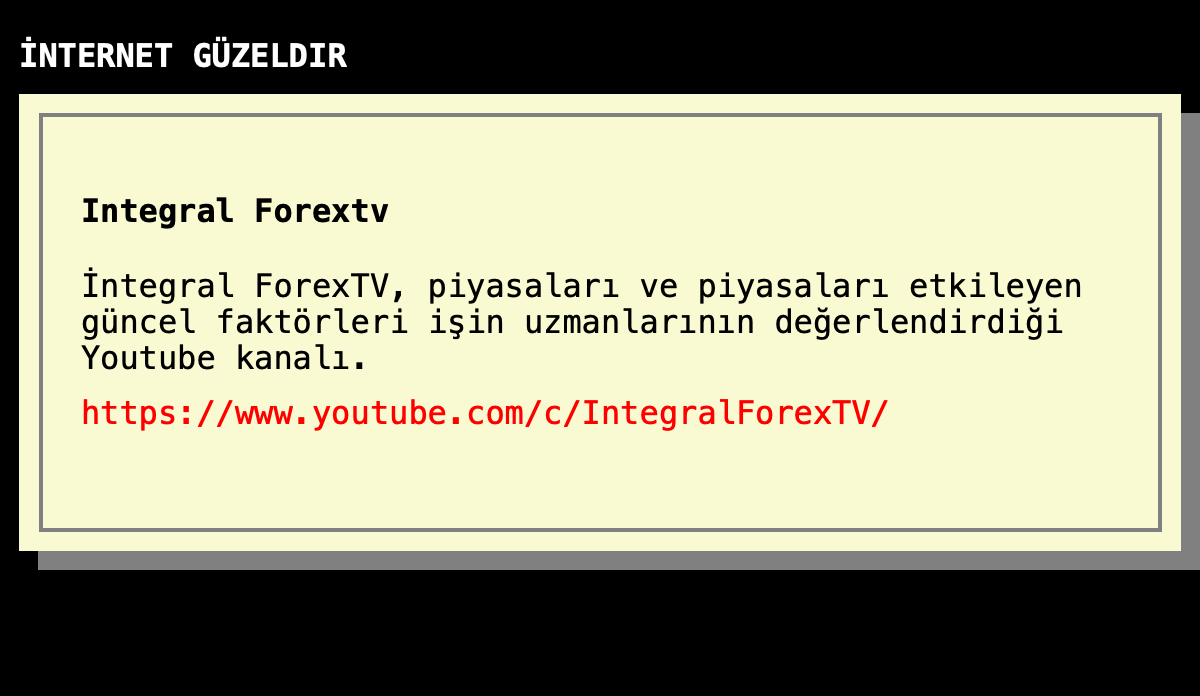 İNTERNET GÜZELDIR
Integral Forextv
İntegral ForexTV, piyasaları ve piyasaları etkileyen
güncel faktörleri işin uzmanlarının değerlendirdiği
Youtube kanalı.
https://www.youtube.com/c/IntegralForexTV/